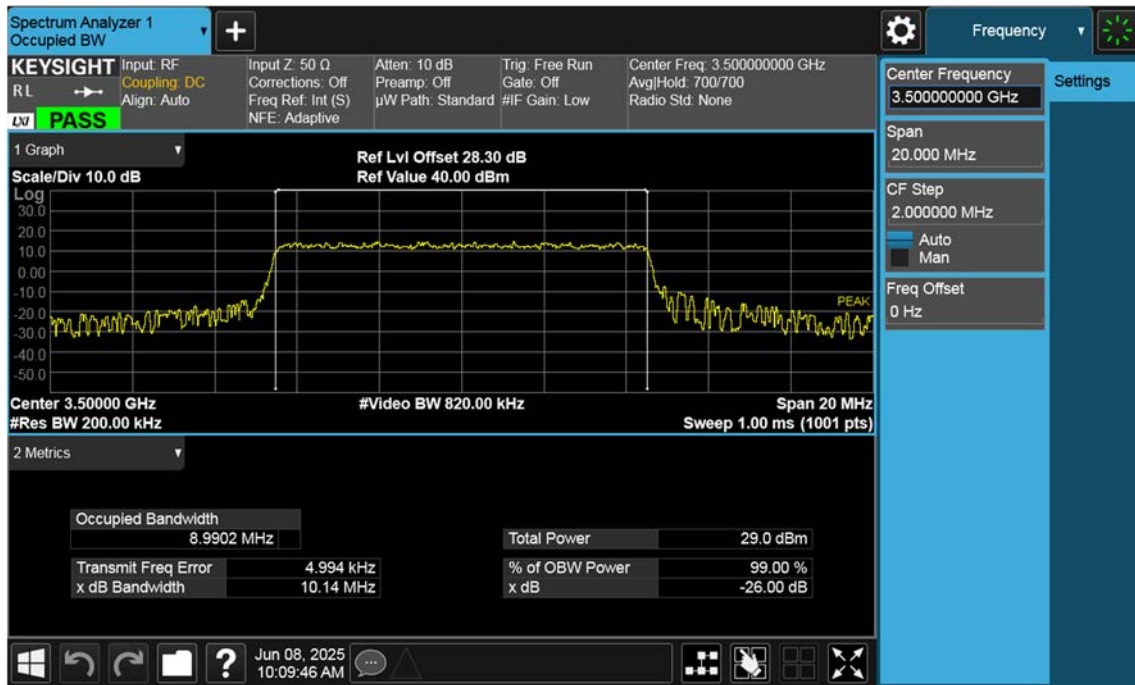 Spectrum Analyzer 1
Occupied BW
Frequency
KEYSIGHT
RL
LXI PASS
Input: RF
Coupling: DC
Align: Auto
Input Z: 50 Ω
Corrections: Off
Freq Ref: Int (S)
NFE: Adaptive
Atten: 10 dB
Preamp: Off
µW Path: Standard
Trig: Free Run
Gate: Off
#IF Gain: Low
Center Freq: 3.500000000 GHz
Avg|Hold: 700/700
Radio Std: None
1 Graph
Scale/Div 10.0 dB
Ref Lvl Offset 28.30 dB
Ref Value 40.00 dBm
Log
30.0
20.0
10.0
0.00
-10.0
-20.0
-30.0
-40.0
-50.0
PEAK
Center 3.50000 GHz
#Video BW 820.00 kHz
Span 20 MHz
#Res BW 200.00 kHz
Sweep 1.00 ms (1001 pts)
2 Metrics
Occupied Bandwidth
8.9902 MHz
Total Power 29.0 dBm
Transmit Freq Error 4.994 kHz
% of OBW Power 99.00 %
x dB Bandwidth 10.14 MHz
x dB -26.00 dB
Center Frequency
3.500000000 GHz
Settings
Span
20.000 MHz
CF Step
2.000000 MHz
Auto
Man
Freq Offset
0 Hz
?
Jun 08, 2025
10:09:46 AM